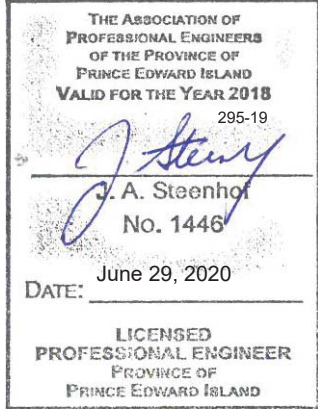 THE ASSOCIATION OF
PROFESSIONAL ENGINEERS
OF THE PROVINCE OF
PRINCE EDWARD ISLAND
VALID FOR THE YEAR 2018
295-19
J. Steenhof
J. A. Steenhof
No. 1446
June 29, 2020
DATE:
LICENSED
PROFESSIONAL ENGINEER
PROVINCE OF
PRINCE EDWARD ISLAND